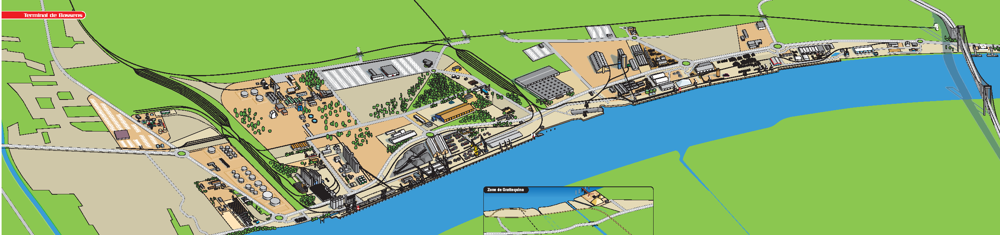 Terminal de Bassens
Zone de Grattequina